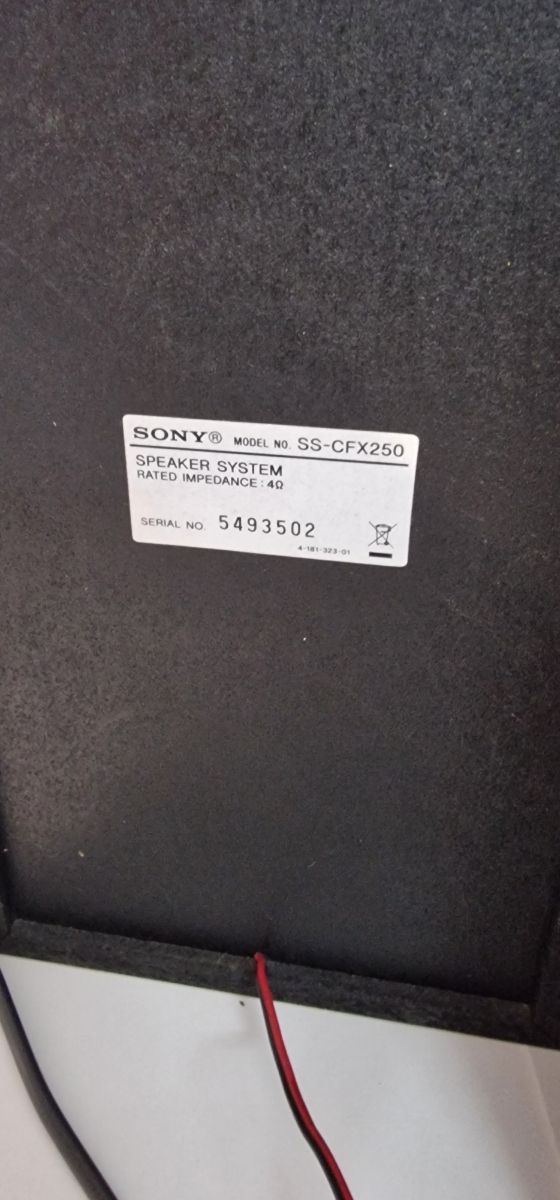 SONY® MODEL NO. SS-CFX250
SPEAKER SYSTEM
RATED IMPEDANCE : 4Ω
SERIAL NO. 5493502
4-181-323-01